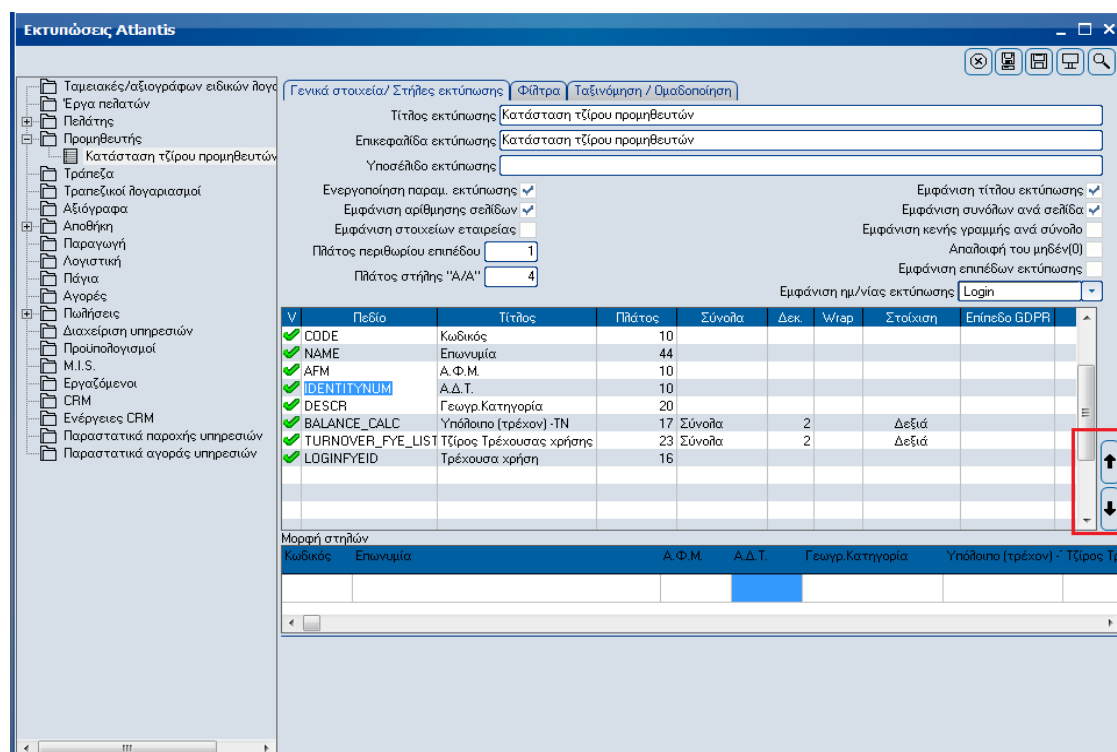 Εκτυπώσεις Atlantis
Ταμειακές/αξιογράφων ειδικών λογ
Έργα πελατών
Πελάτης
Προμηθευτής
Κατάσταση τζίρου προμηθευτών
Τράπεζα
Τραπεζικοί λογαριασμοί
Αξιόγραφα
Αποθήκη
Παραγωγή
Λογιστική
Πάγια
Αγορές
Πωλήσεις
Διαχείριση υπηρεσιών
Προϋπολογισμοί
M.I.S.
Εργαζόμενοι
CRM
Ενέργειες CRM
Παραστατικά παροχής υπηρεσιών
Παραστατικά αγοράς υπηρεσιών
Γενικά στοιχεία/ Στήλες εκτύπωσης Φίλτρα Ταξινόμηση / Ομαδοποίηση
Τίτλος εκτύπωσης Κατάσταση τζίρου προμηθευτών
Επικεφαλίδα εκτύπωσης Κατάσταση τζίρου προμηθευτών
Υποσέλιδο εκτύπωσης
Ενεργοποίηση παραμ. εκτύπωσης Εμφάνιση τίτλου εκτύπωσης
Εμφάνιση αρίθμησης σελίδων Εμφάνιση συνόλων ανά σελίδα
Εμφάνιση στοιχείων εταιρείας Εμφάνιση κενής γραμμής ανά σύνολο
Πλάτος περιθωρίου επιπέδου 1 Απαλοιφή του μηδέν(0)
Πλάτος στήλης "Α/Α" 4 Εμφάνιση επιπέδων εκτύπωσης
Εμφάνιση ημ/νίας εκτύπωσης Login
V Πεδίο Τίτλος Πλάτος Σύνολα Δεκ. Wrap Στοίχιση Επίπεδο GDPR
CODE Κωδικός 10
NAME Επωνυμία 44
AFM Α.Φ.Μ. 10
IDENTITYNUM Α.Δ.Τ. 10
DESCR Γεωγρ.Κατηγορία 20
BALANCE_CALC Υπόλοιπο (τρέχον) -ΤΝ 17 Σύνολα 2 Δεξιά
TURNOVER_FYE_LIST Τζίρος Τρέχουσας χρήσης 23 Σύνολα 2 Δεξιά
LOGINFYEID Τρέχουσα χρήση 16
Μορφή στηλών
Κωδικός Επωνυμία Α.Φ.Μ. Α.Δ.Τ. Γεωγρ.Κατηγορία Υπόλοιπο (τρέχον) -Τ Τζίρος Τρ